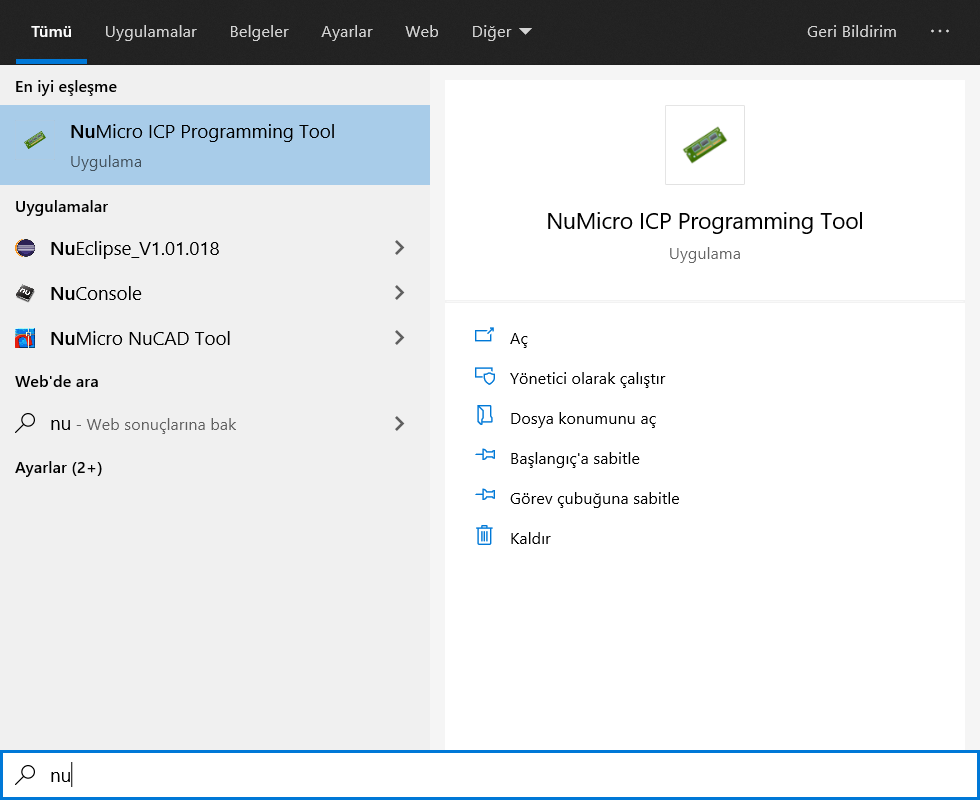 Tümü Uygulamalar Belgeler Ayarlar Web Diğer Geri Bildirim ...
En iyi eşleşme
NuMicro ICP Programming Tool
Uygulama
Uygulamalar
NuEclipse_V1.01.018
NuConsole
NuMicro NuCAD Tool
Web'de ara
nu - Web sonuçlarına bak
Ayarlar (2+)
NuMicro ICP Programming Tool
Uygulama
Aç
Yönetici olarak çalıştır
Dosya konumunu aç
Başlangıç'a sabitle
Görev çubuğuna sabitle
Kaldır
nu